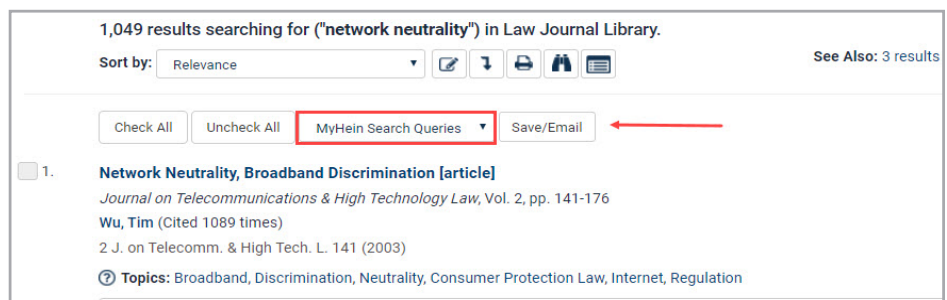 1,049 results searching for ("network neutrality") in Law Journal Library.
Sort by: Relevance
See Also: 3 results
Check All Uncheck All MyHein Search Queries Save/Email
1. Network Neutrality, Broadband Discrimination [article]
Journal on Telecommunications & High Technology Law, Vol. 2, pp. 141-176
Wu, Tim (Cited 1089 times)
2 J. on Telecomm. & High Tech. L. 141 (2003)
? Topics: Broadband, Discrimination, Neutrality, Consumer Protection Law, Internet, Regulation